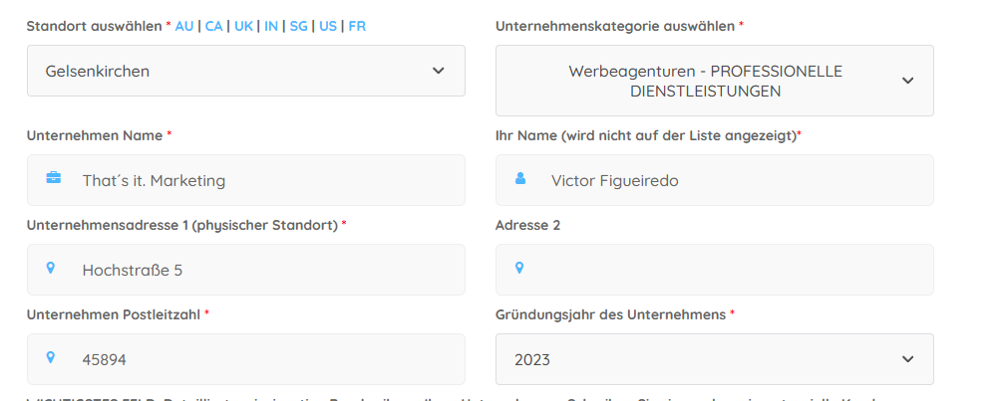 Standort auswählen * AU | CA | UK | IN | SG | US | FR
Unternehmenskategorie auswählen *
Gelsenkirchen
Werbeagenturen - PROFESSIONELLE
DIENSTLEISTUNGEN
Unternehmen Name *
Ihr Name (wird nicht auf der Liste angezeigt)*
That´s it. Marketing
Victor Figueiredo
Unternehmensadresse 1 (physischer Standort) *
Adresse 2
Hochstraße 5
Unternehmen Postleitzahl *
Gründungsjahr des Unternehmens *
45894
2023